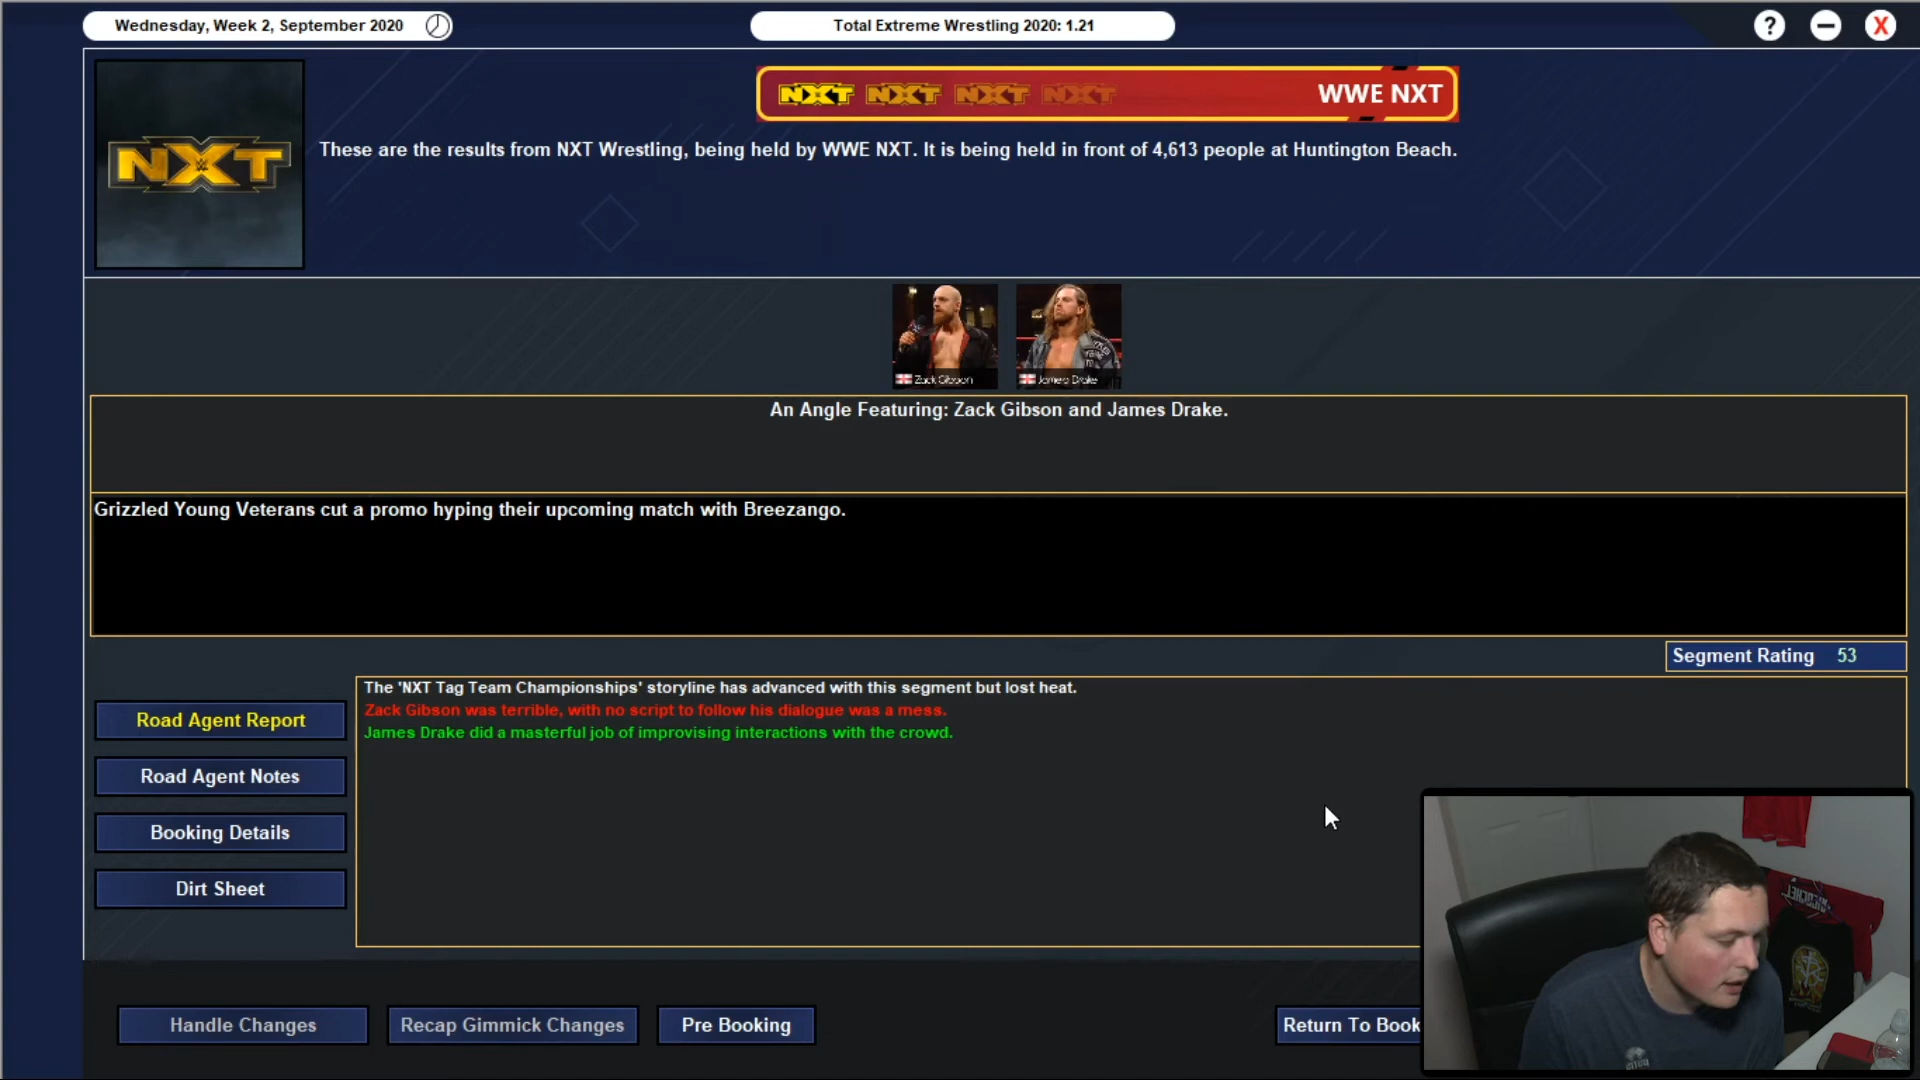 Wednesday, Week 2, September 2020
Total Extreme Wrestling 2020: 1.21
?
X
NXT
NXT NXT NXT NXT
WWE NXT
These are the results from NXT Wrestling, being held by WWE NXT. It is being held in front of 4,613 people at Huntington Beach.
Zack Gibson
James Drake
An Angle Featuring: Zack Gibson and James Drake.
Grizzled Young Veterans cut a promo hyping their upcoming match with Breezango.
Segment Rating 53
The 'NXT Tag Team Championships' storyline has advanced with this segment but lost heat.
Zack Gibson was terrible, with no script to follow his dialogue was a mess.
James Drake did a masterful job of improvising interactions with the crowd.
Road Agent Report
Road Agent Notes
Booking Details
Dirt Sheet
Handle Changes
Recap Gimmick Changes
Pre Booking
Return To Book